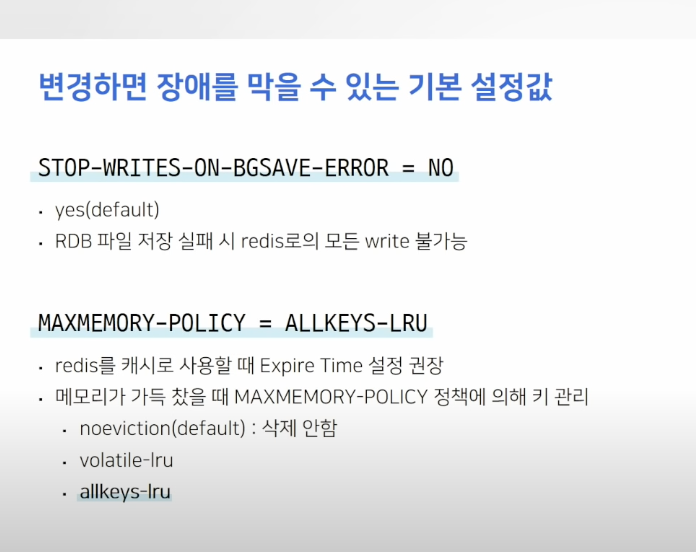 변경하면 장애를 막을 수 있는 기본 설정값
STOP-WRITES-ON-BGSAVE-ERROR = NO
• yes(default)
• RDB 파일 저장 실패 시 redis로의 모든 write 불가능
MAXMEMORY-POLICY = ALLKEYS-LRU
• redis를 캐시로 사용할 때 Expire Time 설정 권장
• 메모리가 가득 찼을 때 MAXMEMORY-POLICY 정책에 의해 키 관리
• noeviction(default) : 삭제 안함
• volatile-lru
• allkeys-lru